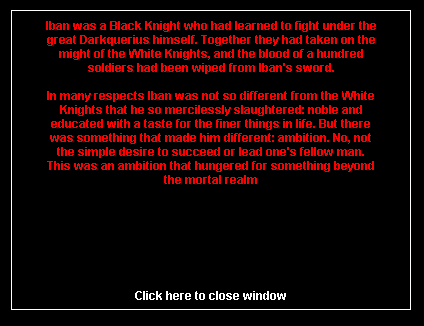 Iban was a Black Knight who had learned to fight under the
great Darkquerius himself. Together they had taken on the
might of the White Knights, and the blood of a hundred
soldiers had been wiped from Iban's sword.
In many respects Iban was not so different from the White
Knights that he so mercilessly slaughtered: noble and
educated with a taste for the finer things in life. But there
was something that made him different: ambition. No, not
the simple desire to succeed or lead one's fellow man.
This was an ambition that hungered for something beyond
the mortal realm
Click here to close window